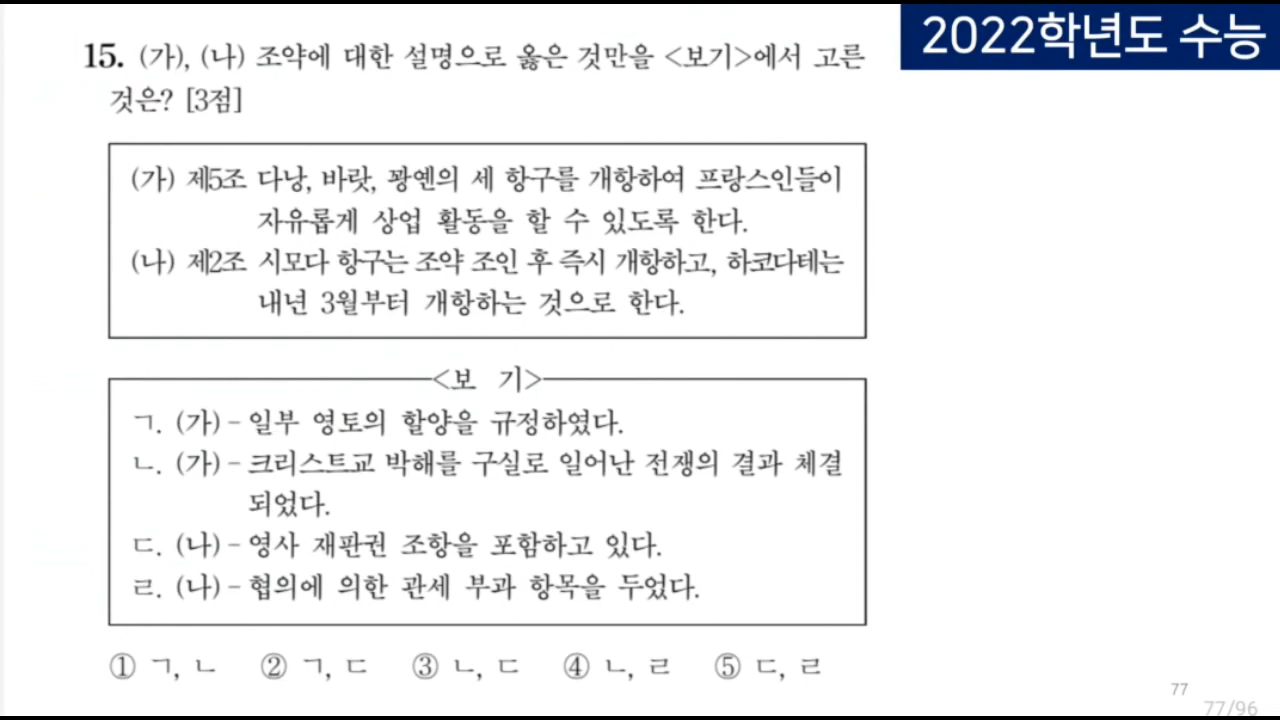 2022학년도 수능
15. (가), (나) 조약에 대한 설명으로 옳은 것만을 <보기>에서 고른
것은? [3점]
(가) 제5조 다낭, 바랏, 꽝옌의 세 항구를 개항하여 프랑스인들이
자유롭게 상업 활동을 할 수 있도록 한다.
(나) 제2조 시모다 항구는 조약 조인 후 즉시 개항하고, 하코다테는
내년 3월부터 개항하는 것으로 한다.
<보 기>
ㄱ. (가) – 일부 영토의 할양을 규정하였다.
ㄴ. (가) – 크리스트교 박해를 구실로 일어난 전쟁의 결과 체결
되었다.
ㄷ. (나) – 영사 재판권 조항을 포함하고 있다.
ㄹ. (나) – 협의에 의한 관세 부과 항목을 두었다.
① ㄱ, ㄴ ② ㄱ, ㄷ ③ ㄴ, ㄷ ④ ㄴ, ㄹ ⑤ ㄷ, ㄹ
77
77/96